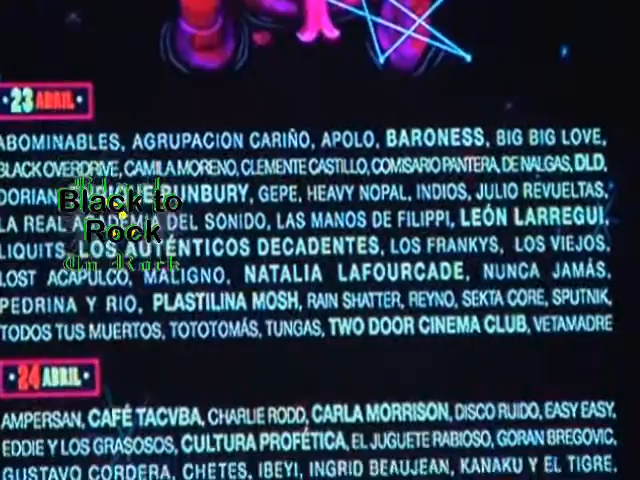 23 ABRIL
ABOMINABLES, AGRUPACION CARIÑO, APOLO, BARONESS, BIG BIG LOVE,
BLACK OVERDRIVE, CAMILA MORENO, CLEMENTE CASTILLO, COMISARIO PANTERA, DE NALGAS, DLD,
DORIAN BUNBURY, GEPE, HEAVY NOPAL, INDIOS, JULIO REVUELTAS,
Black to
LA REAL ACADEMIA DEL SONIDO, LAS MANOS DE FILIPPI, LEÓN LARREGUI,
Rock
LIQUITS, LOS AUTÉNTICOS DECADENTES, LOS FRANKYS, LOS VIEJOS,
LOST ACAPULCO, MALIGNO, NATALIA LAFOURCADE, NUNCA JAMÁS,
PEDRINA Y RIO, PLASTILINA MOSH, RAIN SHATTER, REYNO, SEKTA CORE, SPUTNIK,
TODOS TUS MUERTOS, TOTOTOMÁS, TUNGAS, TWO DOOR CINEMA CLUB, VETAMADRE
24 ABRIL
AMPERSAN, CAFÉ TACVBA, CHARLIE RODD, CARLA MORRISON, DISCO RUIDO, EASY EASY,
EDDIE Y LOS GRASOSOS, CULTURA PROFÉTICA, EL JUGUETE RABIOSO, GORAN BREGOVIC,
GUSTAVO CORDERA, CHETES, IBEYI, INGRID BEAUJEAN, KANAKU Y EL TIGRE,